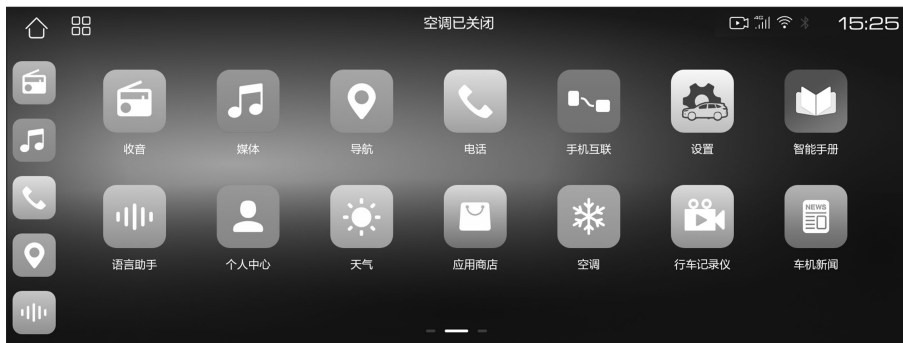 空调已关闭
4G
15:25
收音
媒体
导航
电话
手机互联
设置
智能手册
NEWS
语言助手
个人中心
天气
应用商店
空调
行车记录仪
车机新闻